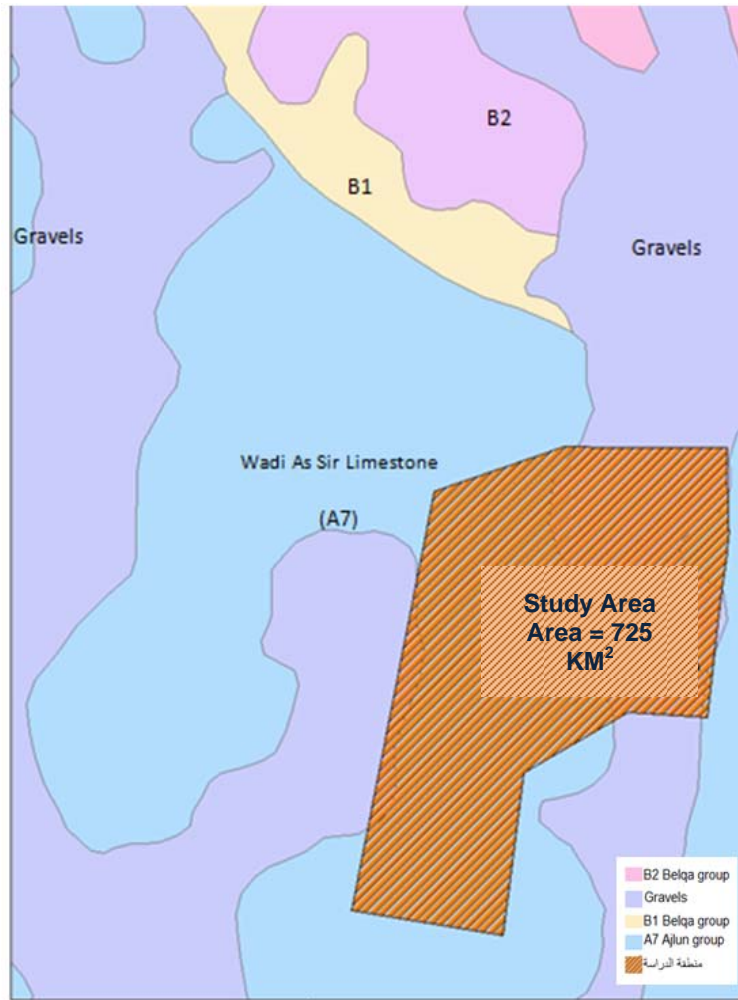 B2
B1
Gravels
Gravels
Wadi As Sir Limestone
(A7)
Study Area
Area = 725
KM²
B2 Belqa group
Gravels
B1 Belqa group
A7 Ajlun group
منطقة الدراسة